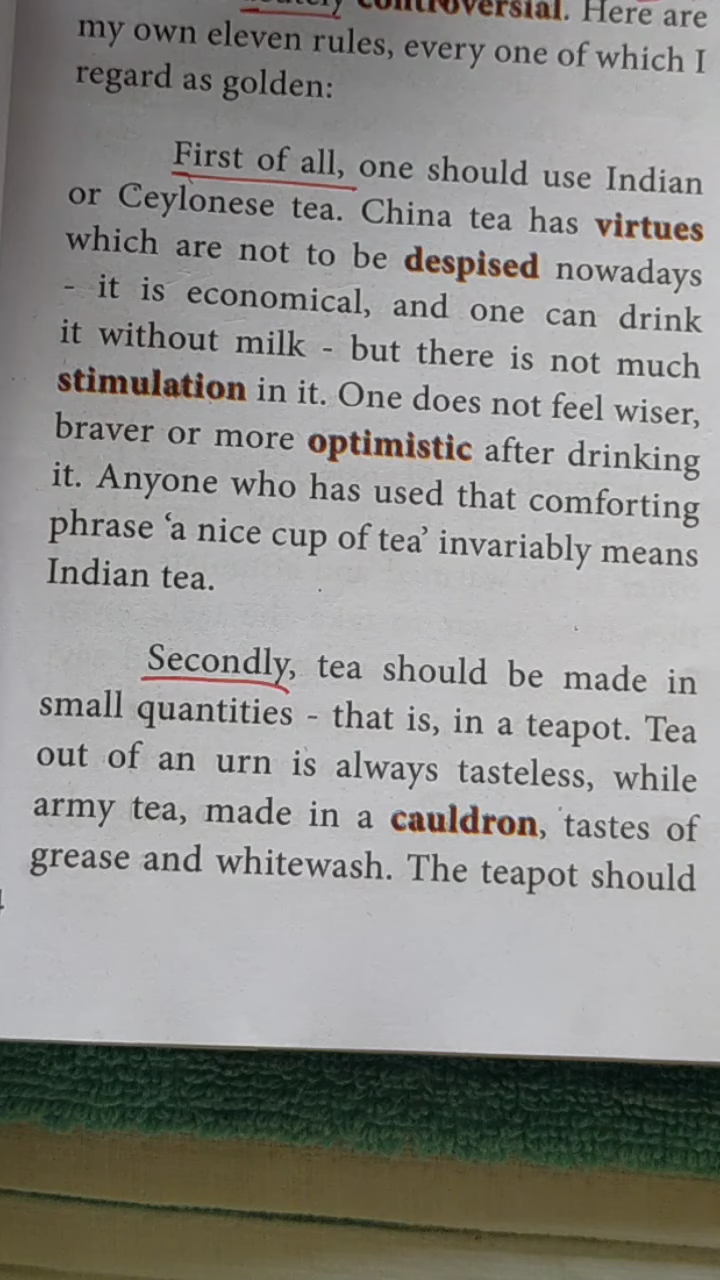 controversial. Here are
my own eleven rules, every one of which I
regard as golden:
First of all, one should use Indian
or Ceylonese tea. China tea has virtues
which are not to be despised nowadays
- it is economical, and one can drink
it without milk - but there is not much
stimulation in it. One does not feel wiser,
braver or more optimistic after drinking
it. Anyone who has used that comforting
phrase ‘a nice cup of tea’ invariably means
Indian tea.
Secondly, tea should be made in
small quantities - that is, in a teapot. Tea
out of an urn is always tasteless, while
army tea, made in a cauldron, tastes of
grease and whitewash. The teapot should